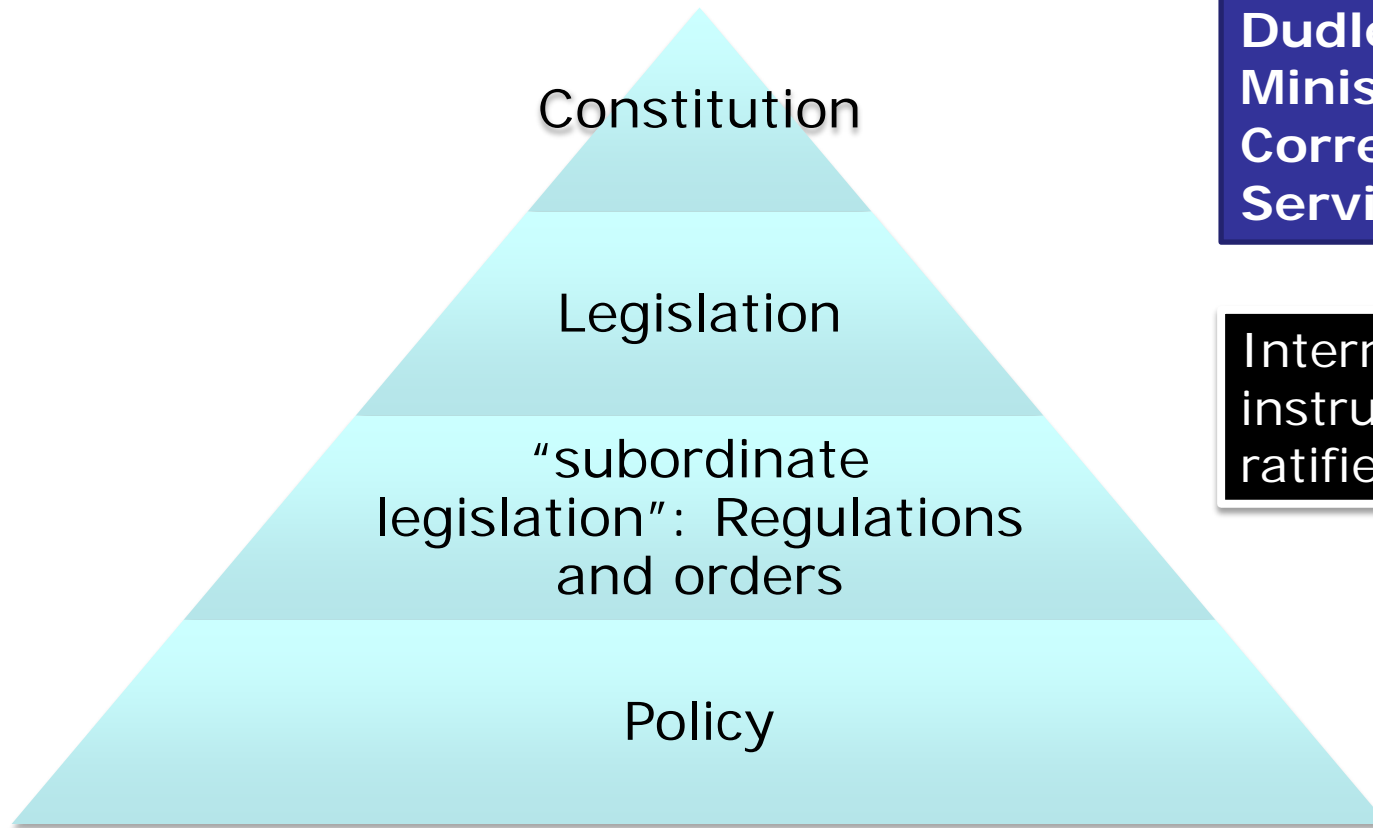 Constitution
Legislation
“subordinate
legislation”: Regulations
and orders
Policy